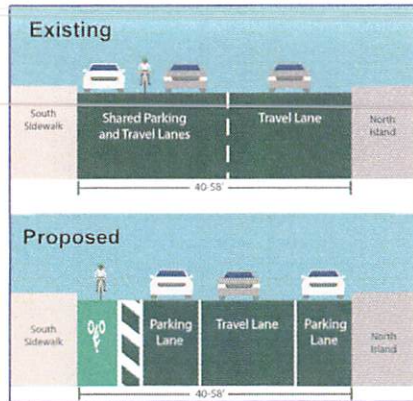 Existing
South
Sidewalk
Shared Parking
and Travel Lanes
Travel Lane
North
Island
40-58'
Proposed
South
Sidewalk
Parking
Lane
Travel Lane
Parking
Lane
North
Island
40-58'